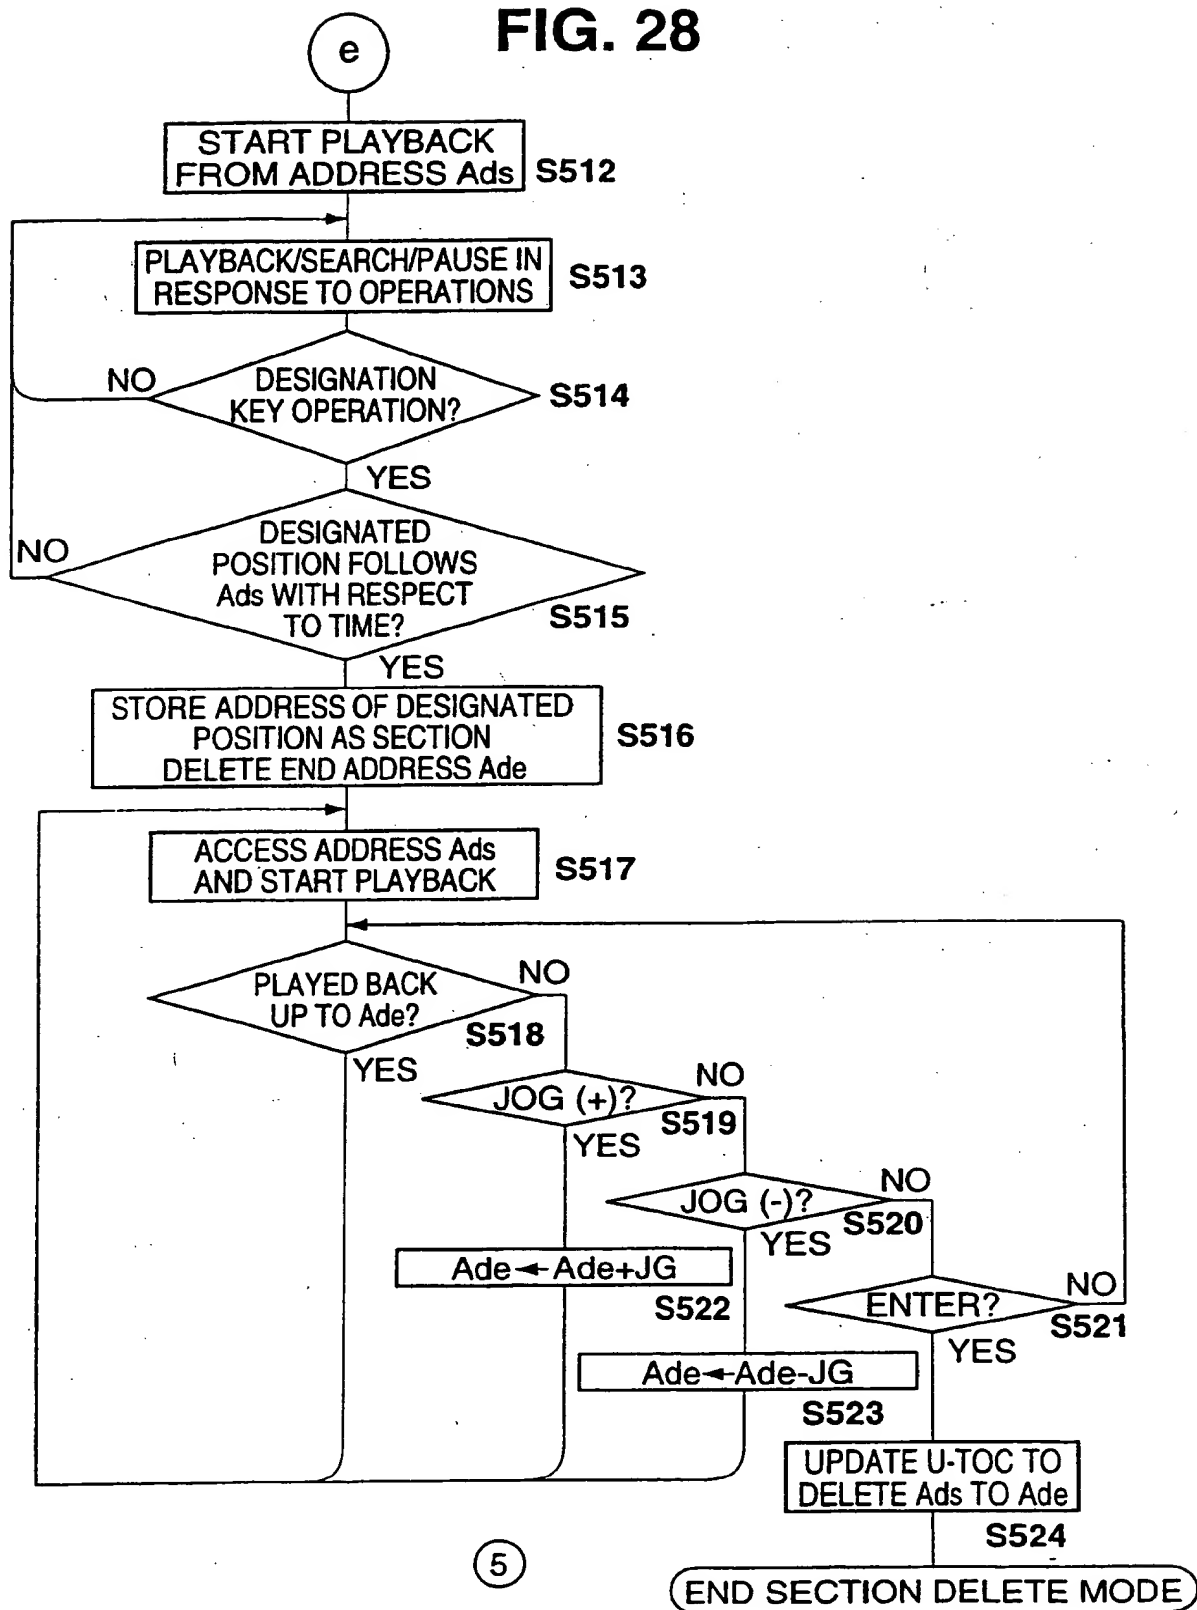 FIG. 28
e
START PLAYBACK
FROM ADDRESS Ads
S512
PLAYBACK/SEARCH/PAUSE IN
RESPONSE TO OPERATIONS
S513
NO
DESIGNATION
KEY OPERATION?
S514
YES
NO
DESIGNATED
POSITION FOLLOWS
Ads WITH RESPECT
TO TIME?
S515
YES
STORE ADDRESS OF DESIGNATED
POSITION AS SECTION
DELETE END ADDRESS Ade
S516
ACCESS ADDRESS Ads
AND START PLAYBACK
S517
PLAYED BACK
UP TO Ade?
NO
S518
YES
JOG (+)?
NO
S519
YES
JOG (-)?
NO
S520
YES
Ade←Ade+JG
S522
ENTER?
NO
S521
YES
Ade←Ade-JG
S523
UPDATE U-TOC TO
DELETE Ads TO Ade
S524
5
END SECTION DELETE MODE